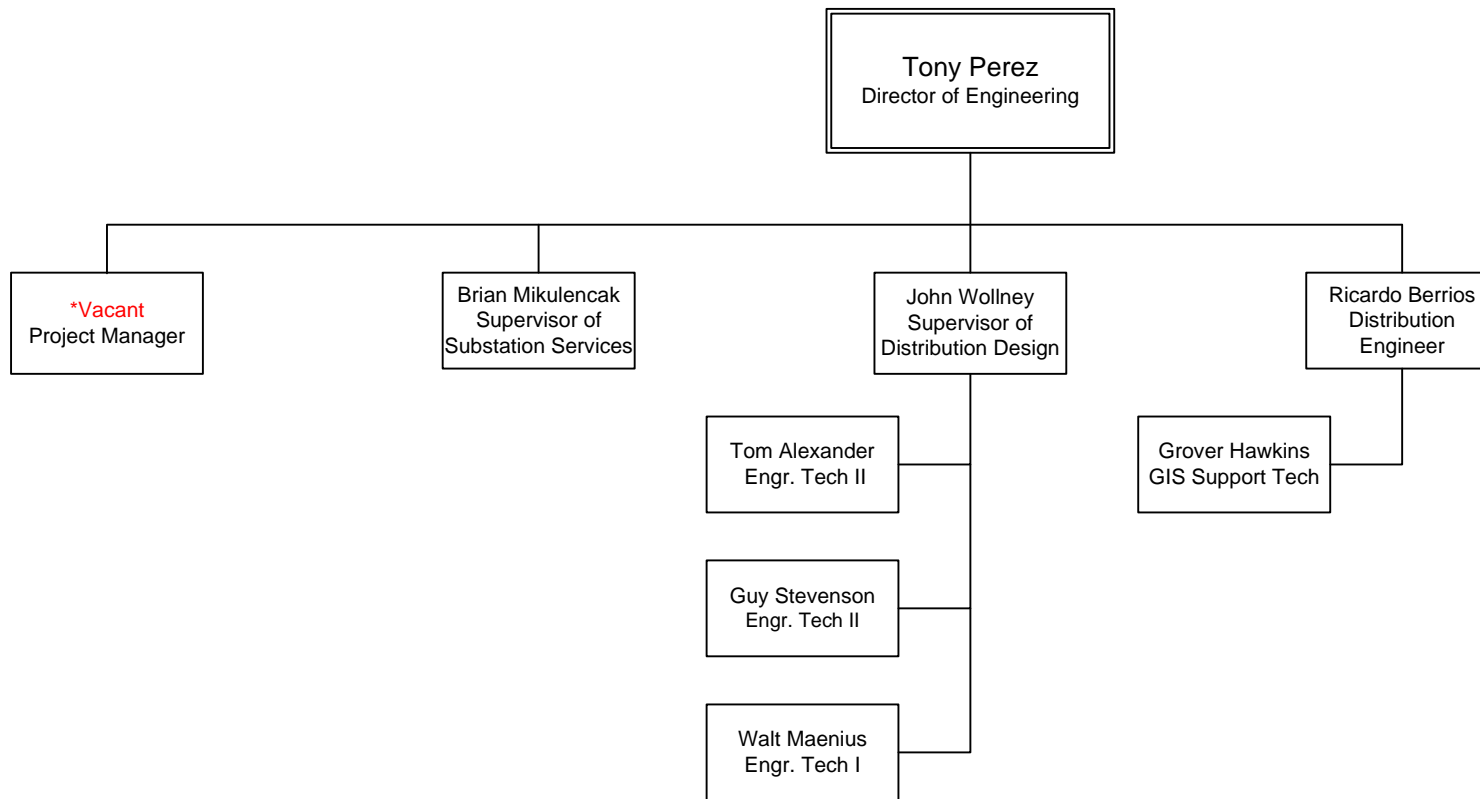 Tony Perez
Director of Engineering
*Vacant
Project Manager
Brian Mikulencak
Supervisor of
Substation Services
John Wollney
Supervisor of
Distribution Design
Ricardo Berrios
Distribution
Engineer
Tom Alexander
Engr. Tech II
Grover Hawkins
GIS Support Tech
Guy Stevenson
Engr. Tech II
Walt Maenius
Engr. Tech I